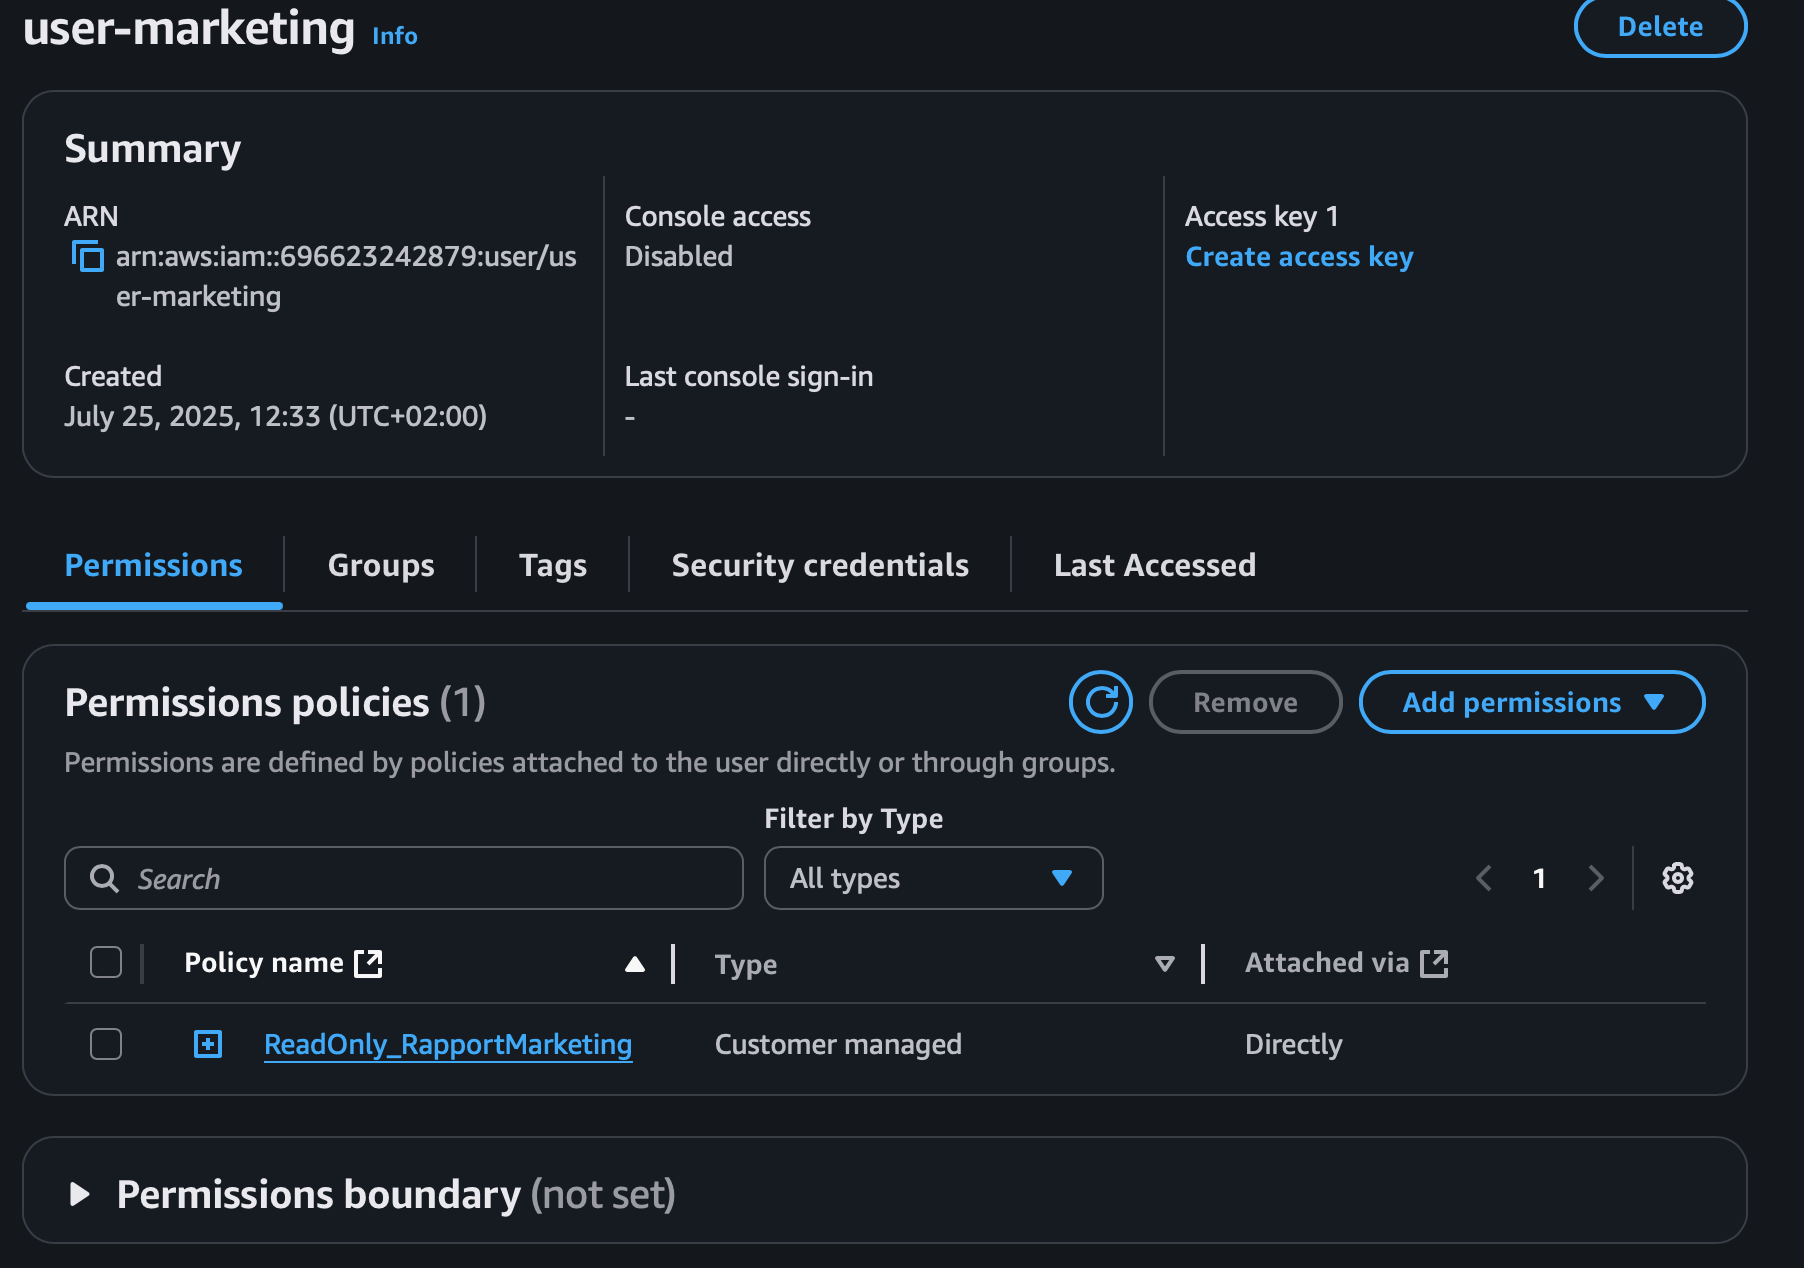 user-marketing Info
Delete
Summary
ARN
arn:aws:iam::696623242879:user/us
er-marketing
Created
July 25, 2025, 12:33 (UTC+02:00)
Console access
Disabled
Last console sign-in
-
Access key 1
Create access key
Permissions
Groups
Tags
Security credentials
Last Accessed
Permissions policies (1)
Remove
Add permissions
Permissions are defined by policies attached to the user directly or through groups.
Filter by Type
Search
All types
1
Policy name
Type
Attached via
ReadOnly_RapportMarketing
Customer managed
Directly
Permissions boundary (not set)